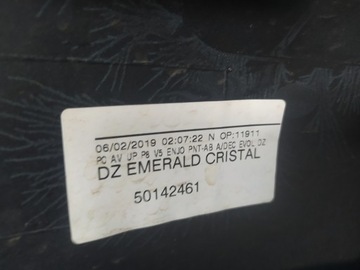 06/02/2019 02:07:22 N OP:11911
PC AV UP P8 V5 ENJO PNT-AB A/DEC EVOL DZ
DZ EMERALD CRISTAL
50142461